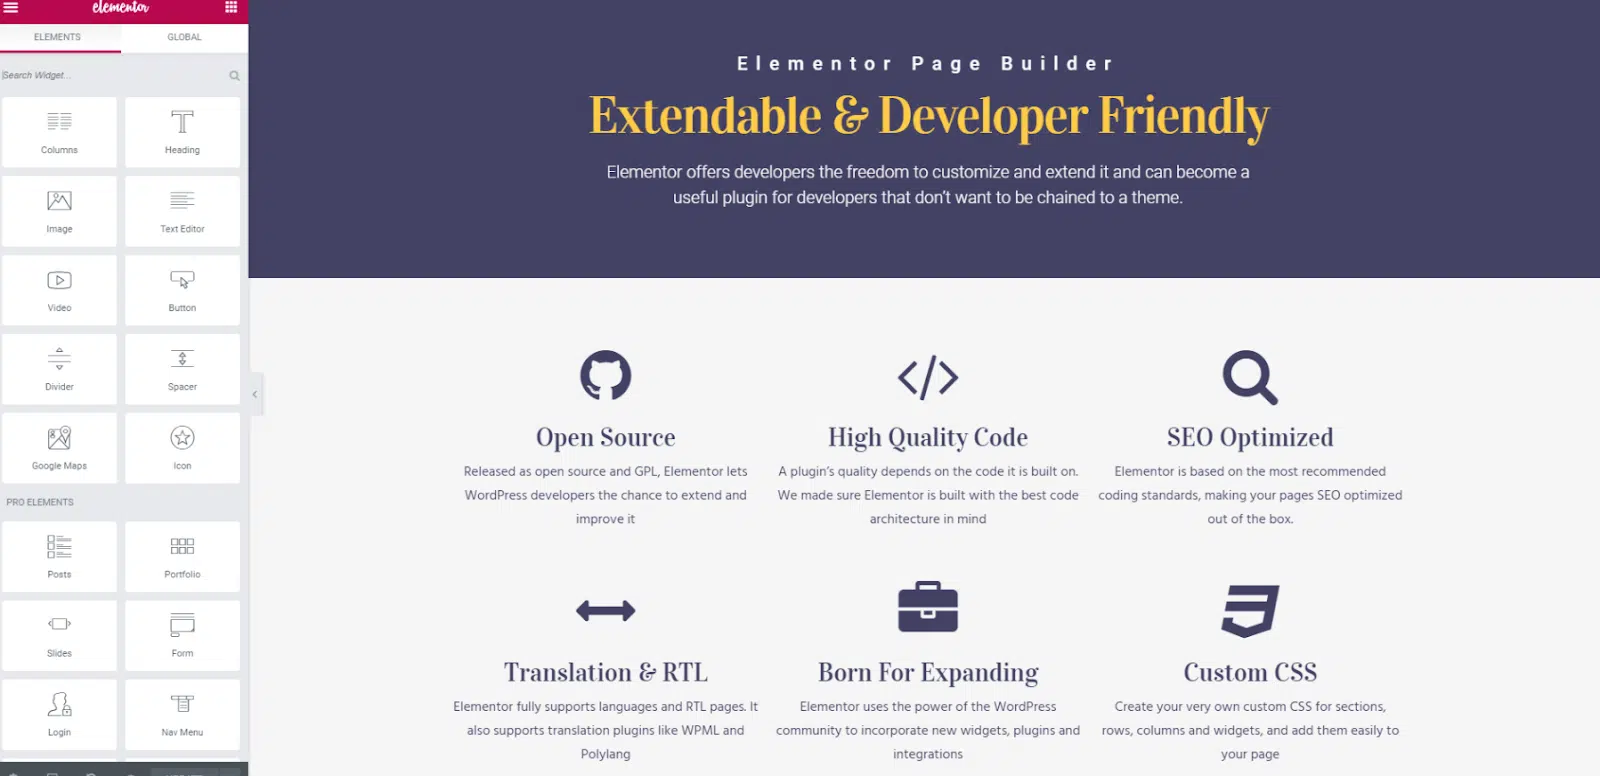 elementor
ELEMENTS
GLOBAL
Search Widget...
Columns
Heading
Image
Text Editor
Video
Button
Divider
Spacer
Google Maps
Icon
PRO ELEMENTS
Posts
Portfolio
Slides
Form
Login
Nav Menu
Elementor Page Builder
Extendable & Developer Friendly
Elementor offers developers the freedom to customize and extend it and can become a
useful plugin for developers that don’t want to be chained to a theme.
Open Source
Released as open source and GPL, Elementor lets
WordPress developers the chance to extend and
improve it
High Quality Code
A plugin’s quality depends on the code it is built on.
We made sure Elementor is built with the best code
architecture in mind
SEO Optimized
Elementor is based on the most recommended
coding standards, making your pages SEO optimized
out of the box.
Translation & RTL
Elementor fully supports languages and RTL pages. It
also supports translation plugins like WPML and
Polylang
Born For Expanding
Elementor uses the power of the WordPress
community to incorporate new widgets, plugins and
integrations
Custom CSS
Create your very own custom CSS for sections,
rows, columns and widgets, and add them easily to
your page